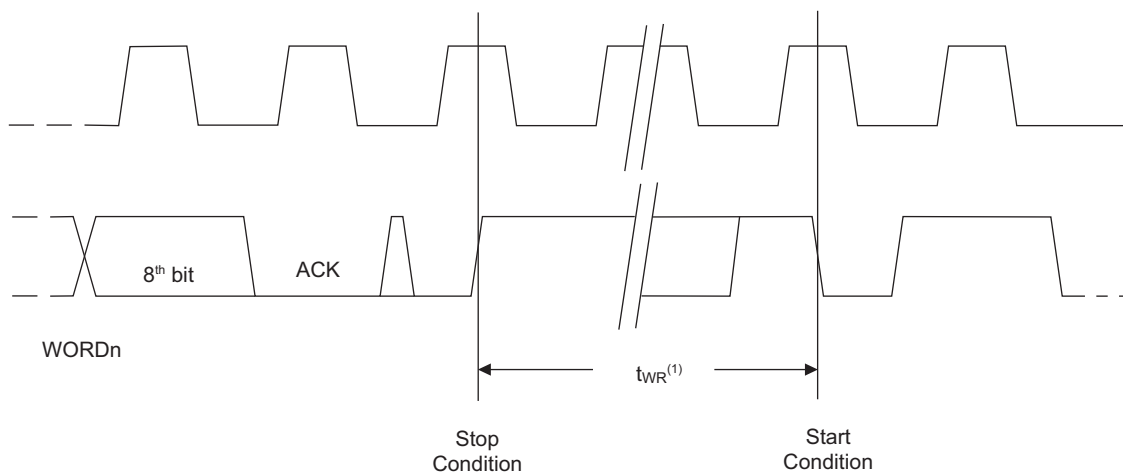 8th bit
ACK
WORDn
tWR(1)
Stop
Condition
Start
Condition